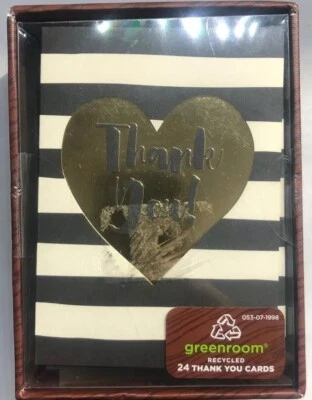 Thank
You!
053-07-1998
greenroom®
RECYCLED
24 THANK YOU CARDS